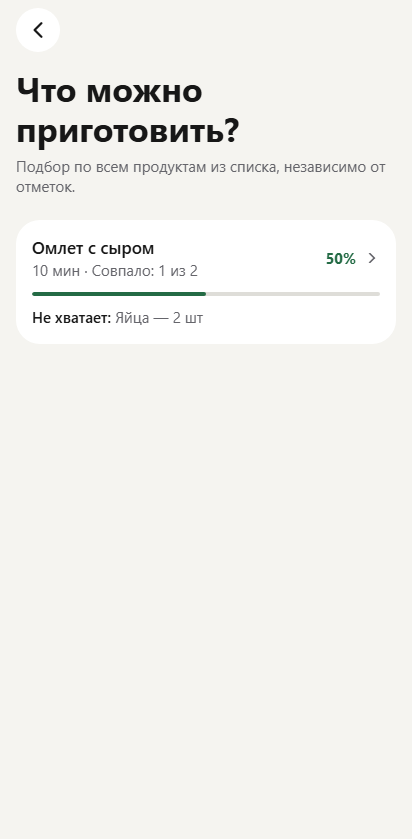 Что можно
приготовить?
Подбор по всем продуктам из списка, независимо от
отметок.
Омлет с сыром
10 мин · Совпало: 1 из 2
50%
Не хватает: Яйца — 2 шт